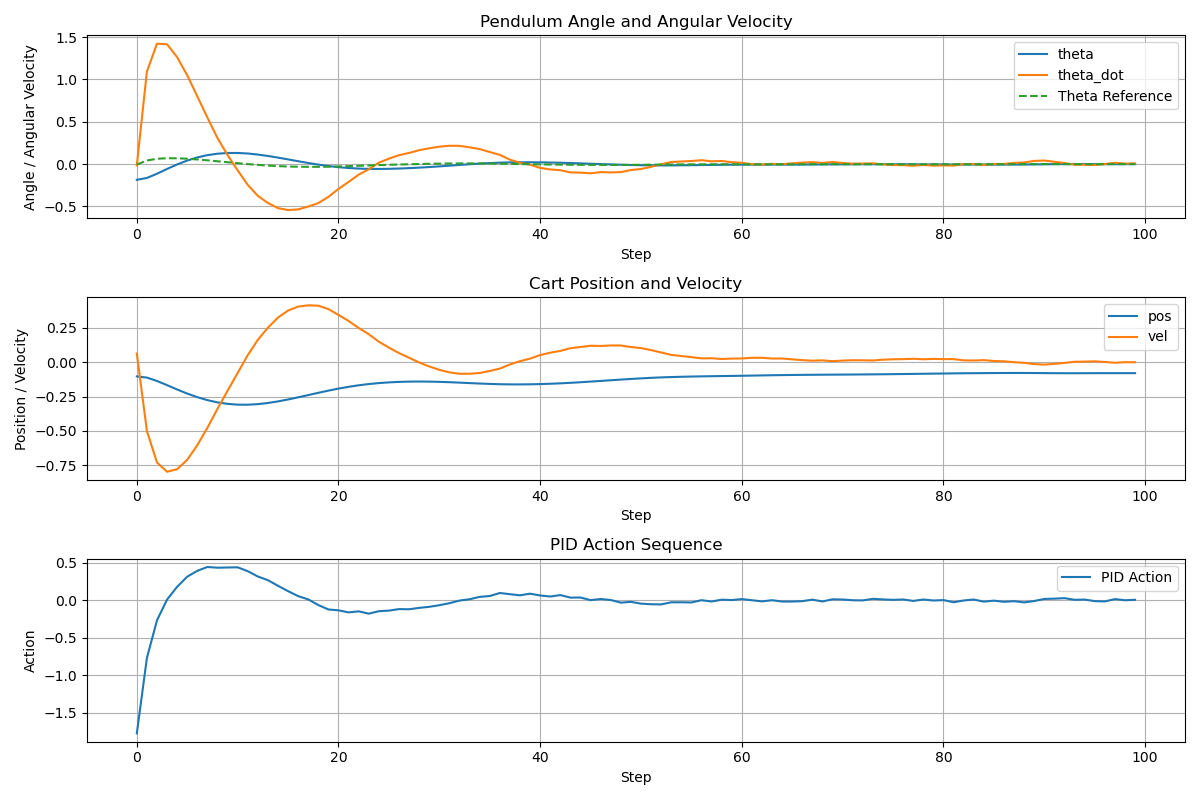 Pendulum Angle and Angular Velocity
Angle / Angular Velocity
1.5
1.0
0.5
0.0
−0.5
theta
theta_dot
Theta Reference
0 20 40 60 80 100
Step
Cart Position and Velocity
Position / Velocity
0.25
0.00
−0.25
−0.50
−0.75
pos
vel
0 20 40 60 80 100
Step
PID Action Sequence
Action
0.5
0.0
−0.5
−1.0
−1.5
PID Action
0 20 40 60 80 100
Step